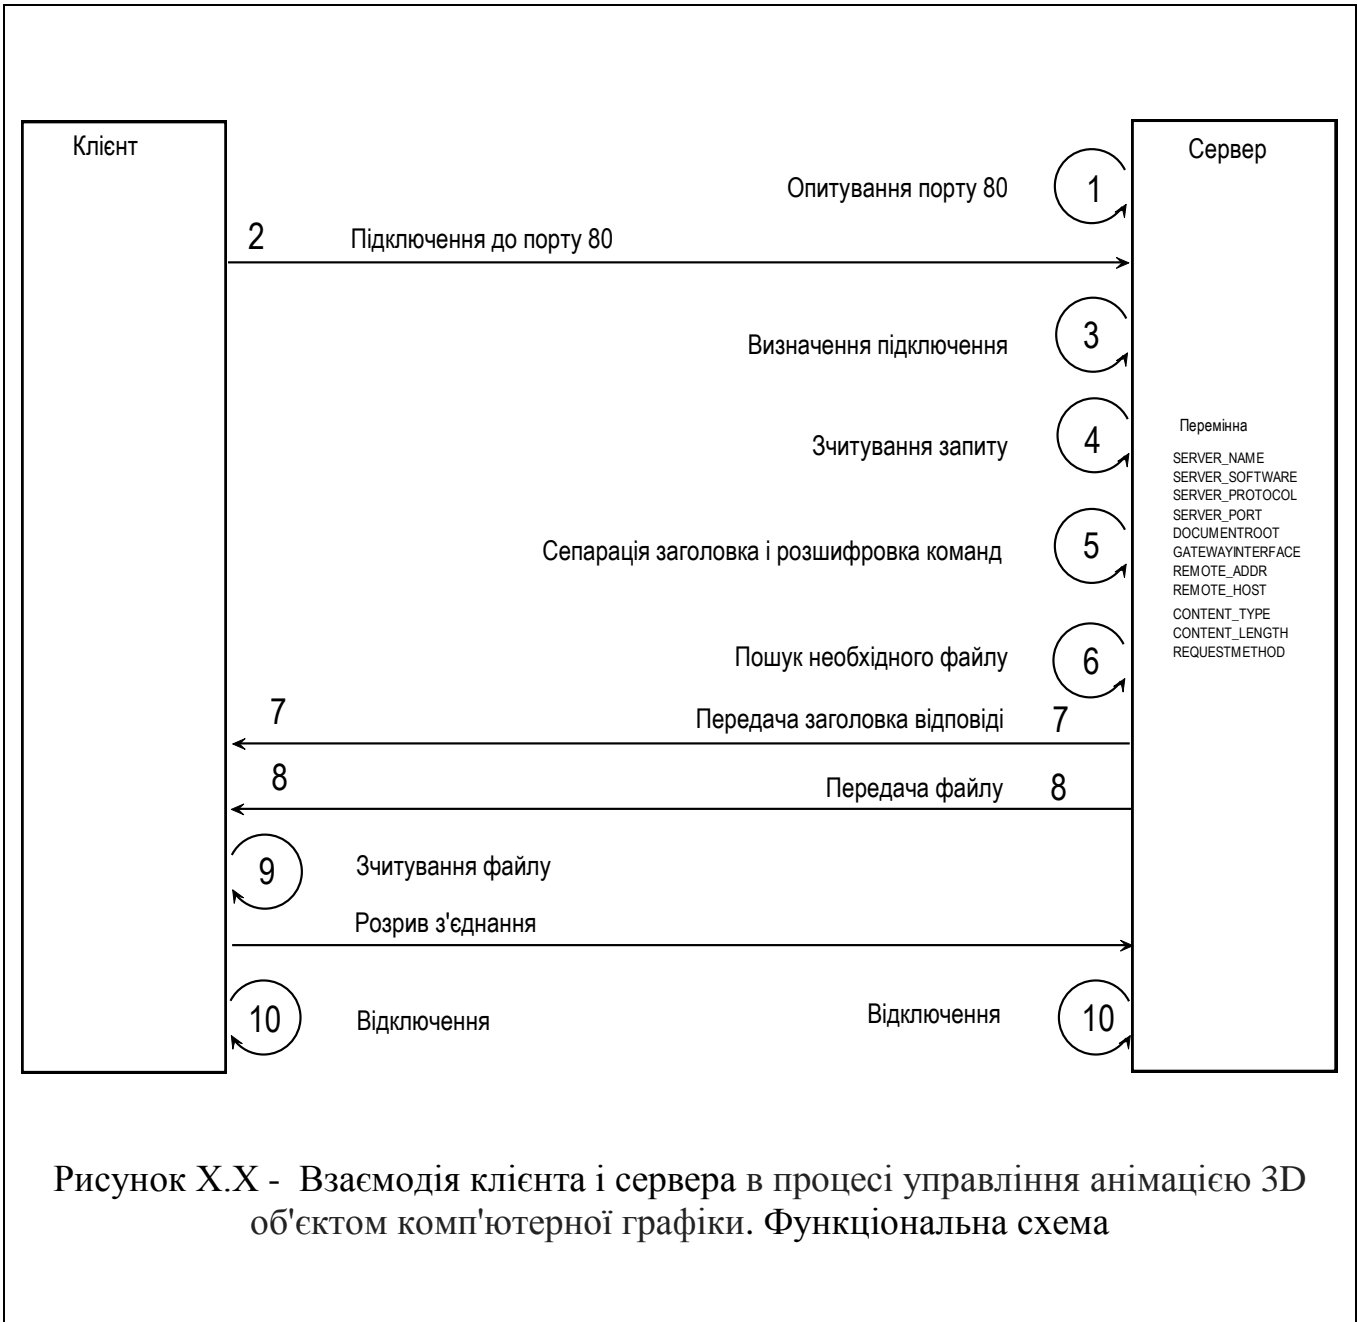 Клієнт
Сервер
Опитування порту 80
1
2
Підключення до порту 80
3
Визначення підключення
4
Зчитування запиту
Перемінна
SERVER_NAME
SERVER_SOFTWARE
SERVER_PROTOCOL
SERVER_PORT
DOCUMENTROOT
GATEWAYINTERFACE
REMOTE_ADDR
REMOTE_HOST
CONTENT_TYPE
CONTENT_LENGTH
REQUESTMETHOD
Сепарація заголовка і розшифровка команд
5
Пошук необхідного файлу
6
7
Передача заголовка відповіді
7
8
Передача файлу
8
9
Зчитування файлу
Розрив з'єднання
10
Відключення
Відключення
10
Рисунок Х.Х - Взаємодія клієнта і сервера в процесі управління анімацією 3D
об'єктом комп'ютерної графіки. Функціональна схема